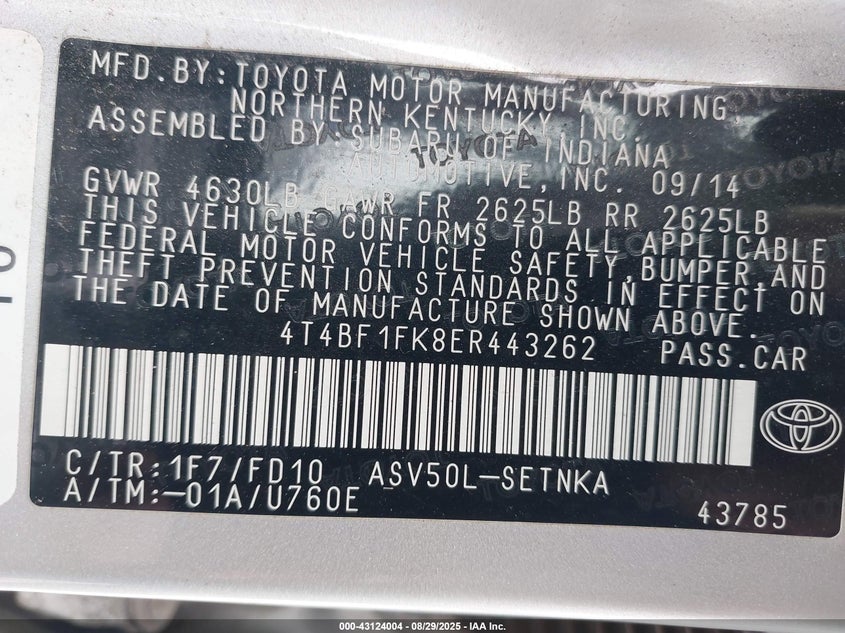 MFD.BY:TOYOTA MOTOR MANUFACTURING
NORTHERN KENTUCKY,INC.
ASSEMBLED BY:SUBARU OF INDIANA
AUTOMOTIVE,INC. 09/14
GVWR 4630LB GAWR FR 2625LB RR 2625LB
THIS VEHICLE CONFORMS TO ALL APPLICABLE
FEDERAL MOTOR VEHICLE SAFETY,BUMPER,AND
THEFT PREVENTION STANDARDS IN EFFECT ON
THE DATE OF MANUFACTURE SHOWN ABOVE.
4T4BF1FK8ER443262 PASS.CAR
C/TR:1F7/FD10 ASV50L-SETNKA
A/TM:-01A/U760E
43785
000-43124004 | 08/29/2025 - IAA Inc.